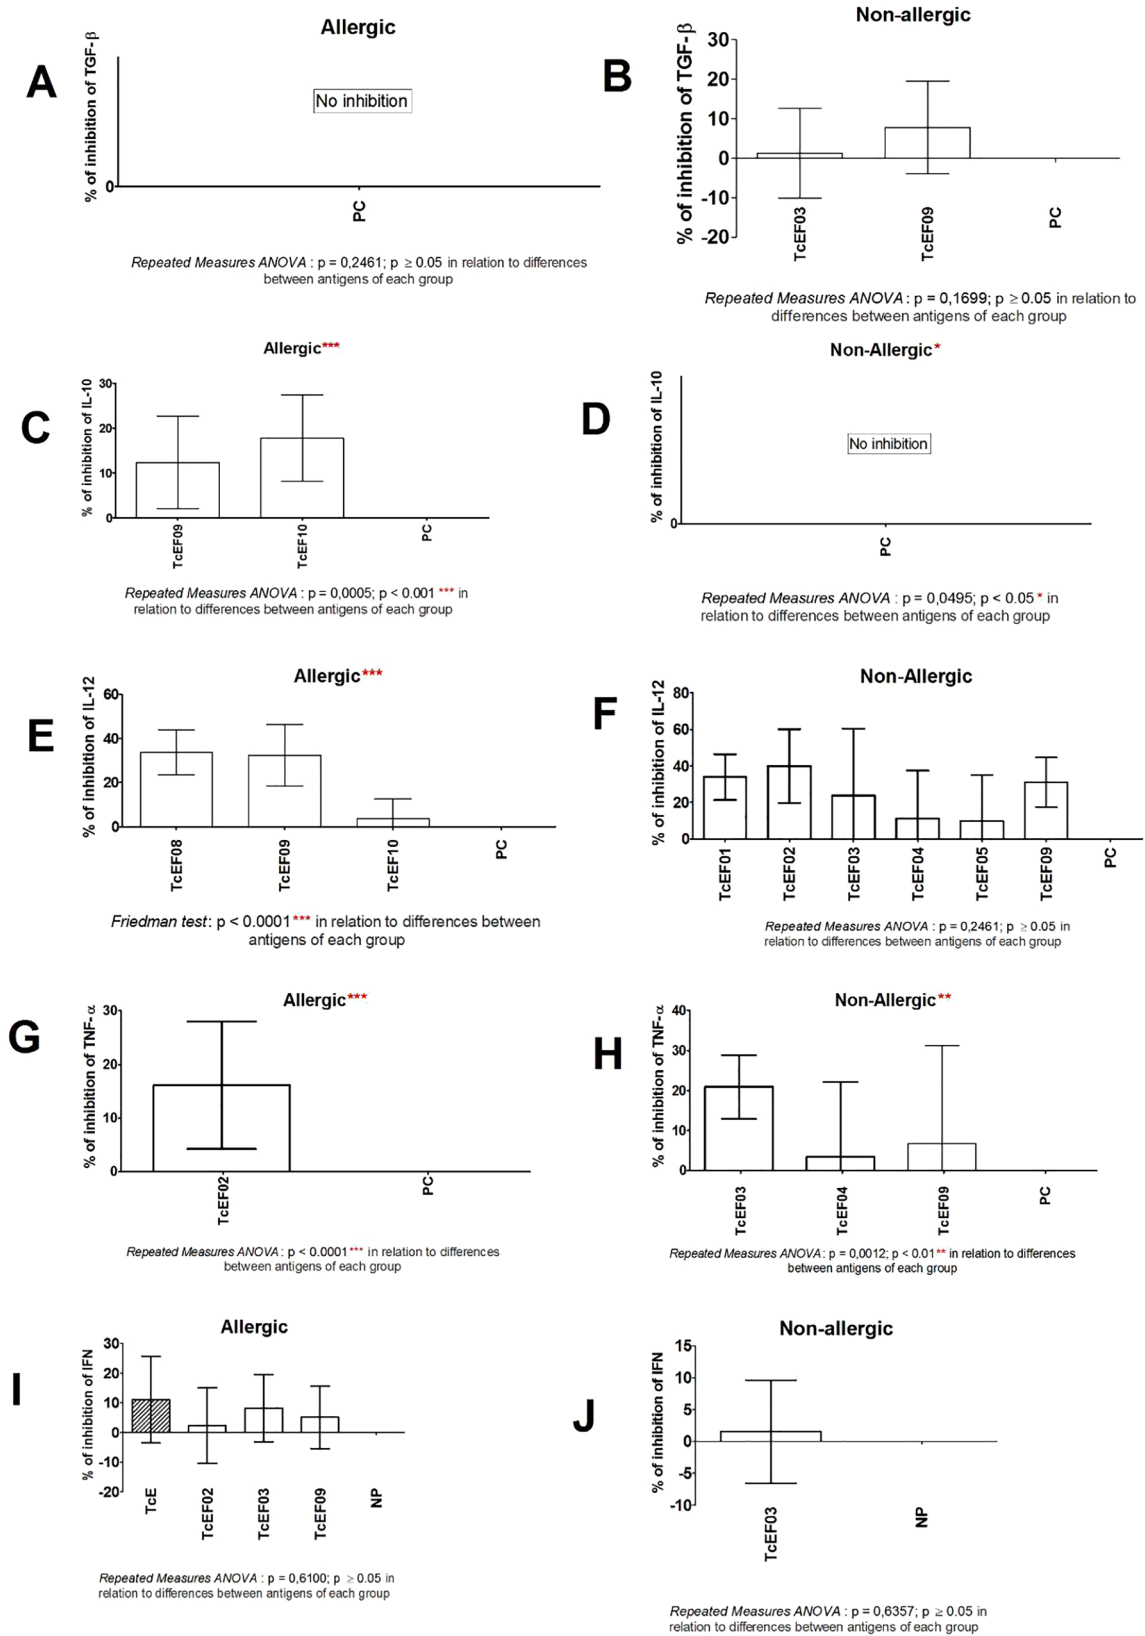 Allergic
A
% of inhibition of TGF-β
No inhibition
0
PC
Repeated Measures ANOVA : p = 0,2461; p ≥ 0.05 in relation to differences
between antigens of each group
Non-allergic
B
% of inhibition of TGF-β
30
20
10
0
-10
-20
TcEF03
TcEF09
PC
Repeated Measures ANOVA : p = 0,1699; p ≥ 0.05 in relation to
differences between antigens of each group
Allergic***
C
% of inhibition of IL-10
30
20
10
0
TcEF09
TcEF10
PC
Repeated Measures ANOVA : p = 0,0005; p < 0.001 *** in
relation to differences between antigens of each group
Non-Allergic*
D
% of inhibition of IL-10
No inhibition
0
PC
Repeated Measures ANOVA : p = 0,0495; p < 0.05 * in
relation to differences between antigens of each group
Allergic***
E
% of inhibition of IL-12
60
40
20
0
TcEF08
TcEF09
TcEF10
PC
Friedman test : p < 0.0001*** in relation to differences between
antigens of each group
Non-Allergic
F
% of inhibition of IL-12
80
60
40
20
0
TcEF01
TcEF02
TcEF03
TcEF04
TcEF05
TcEF09
PC
Repeated Measures ANOVA : p = 0,2461; p ≥ 0.05 in
relation to differences between antigens of each group
Allergic***
G
% of inhibition of TNF-α
30
20
10
0
TcEF02
PC
Repeated Measures ANOVA : p < 0.0001*** in relation to differences
between antigens of each group
Non-Allergic**
H
% of inhibition of TNF-α
40
30
20
10
0
TcEF03
TcEF04
TcEF09
PC
Repeated Measures ANOVA : p = 0,0012; p < 0.01** in relation to differences
between antigens of each group
Allergic
I
% of inhibition of IFN
30
20
10
0
-10
-20
TcE
TcEF02
TcEF03
TcEF09
NP
Repeated Measures ANOVA : p = 0,6100; p ≥ 0.05 in
relation to differences between antigens of each group
Non-allergic
J
% of inhibition of IFN
15
10
5
0
-5
-10
TcEF03
NP
Repeated Measures ANOVA : p = 0,6357; p ≥ 0.05 in
relation to differences between antigens of each group